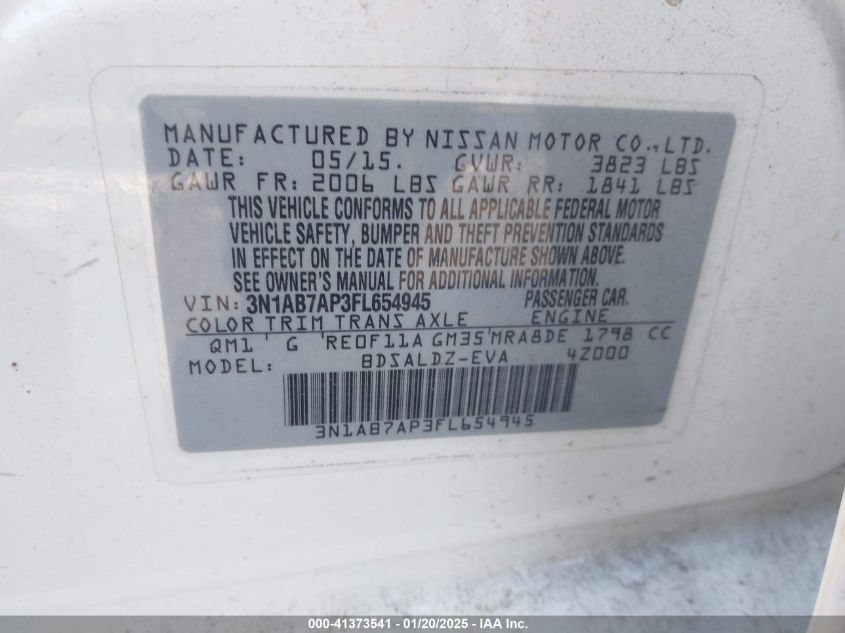 MANUFACTURED BY NISSAN MOTOR CO., LTD.
DATE: 05/15. GVWR: 3823 LBS
GAWR FR: 2006 LBS GAWR RR: 1841 LBS
THIS VEHICLE CONFORMS TO ALL APPLICABLE FEDERAL MOTOR
VEHICLE SAFETY, BUMPER AND THEFT PREVENTION STANDARDS
IN EFFECT ON THE DATE OF MANUFACTURE SHOWN ABOVE.
SEE OWNER'S MANUAL FOR ADDITIONAL INFORMATION.
VIN: 3N1AB7AP3FL654945 PASSENGER CAR.
COLOR TRIM TRANS AXLE ENGINE
QM1 G RE0F11A GM35 MRA8DE 1798 CC
MODEL: BDSALDZ-EVA 4Z000
3N1AB7AP3FL654945
000-41373541 - 01/20/2025 - IAAI Inc.